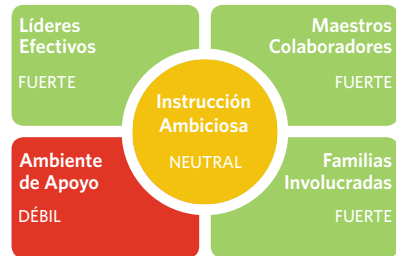 Líderes
Efectivos
FUERTE
Maestros
Colaboradores
FUERTE
Instrucción
Ambiciosa
NEUTRAL
Ambiente
de Apoyo
DÉBIL
Familias
Involucradas
FUERTE